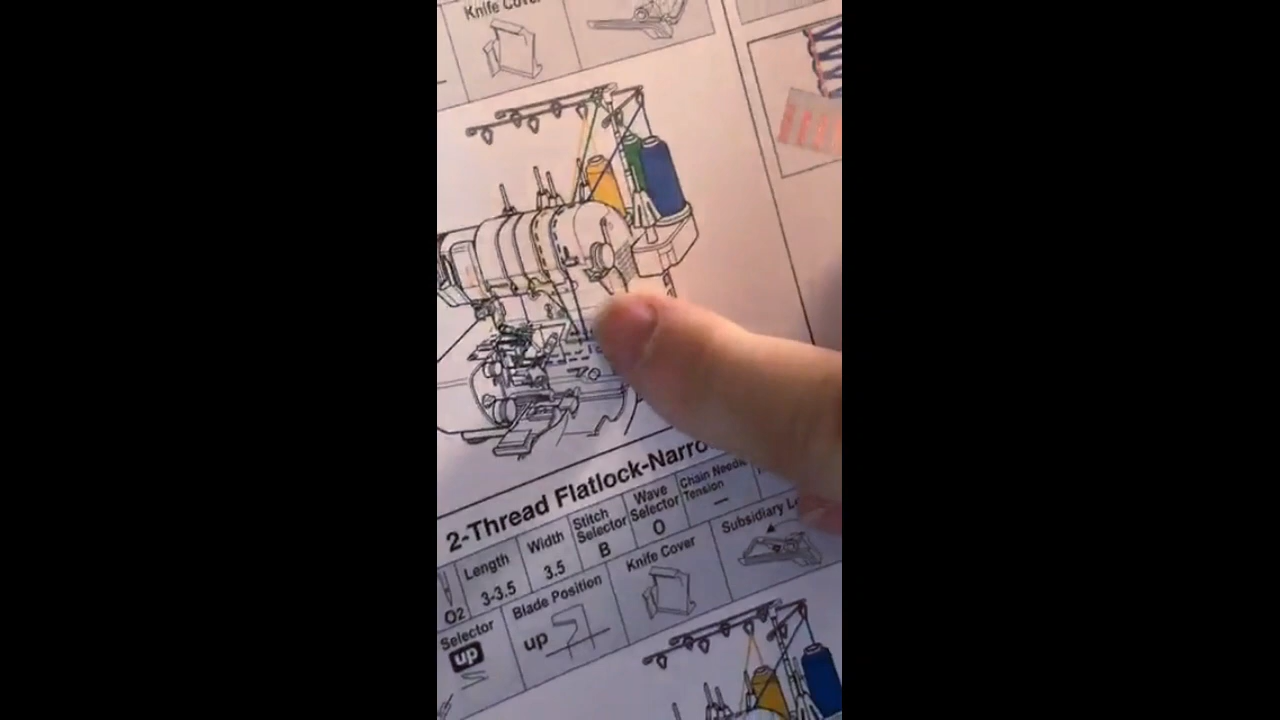 Knife Cover
2-Thread Flatlock-Narro
Length
Width
Stitch Selector
Wave Selector
Chain Needle Tension
O2
3-3.5
3.5
B
O
—
Selector
Blade Position
Knife Cover
Subsidiary L
up
up